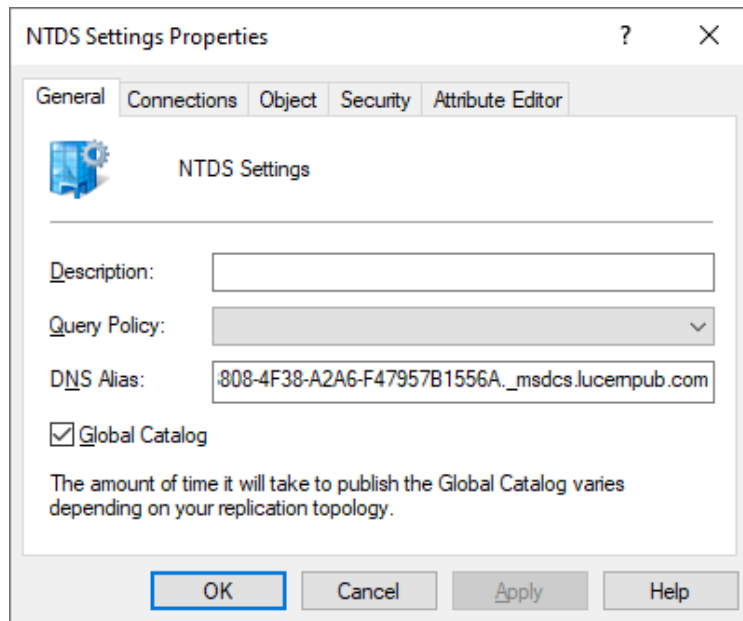 NTDS Settings Properties ? ×
General Connections Object Security Attribute Editor
NTDS Settings
Description:
Query Policy:
DNS Alias: 808-4F38-A2A6-F47957B1556A._msdcs.lucernpub.com
Global Catalog
The amount of time it will take to publish the Global Catalog varies
depending on your replication topology.
OK Cancel Apply Help